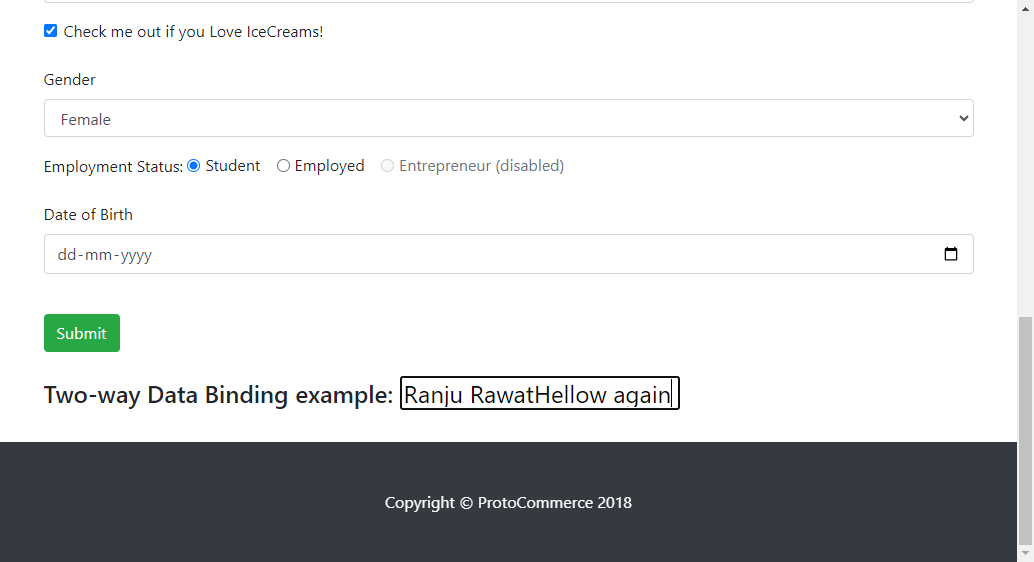 Check me out if you Love IceCreams!
Gender
Female
Employment Status: Student Employed Entrepreneur (disabled)
Date of Birth
dd-mm-yyyy
Submit
Two-way Data Binding example: Ranju RawatHellow again
Copyright © ProtoCommerce 2018